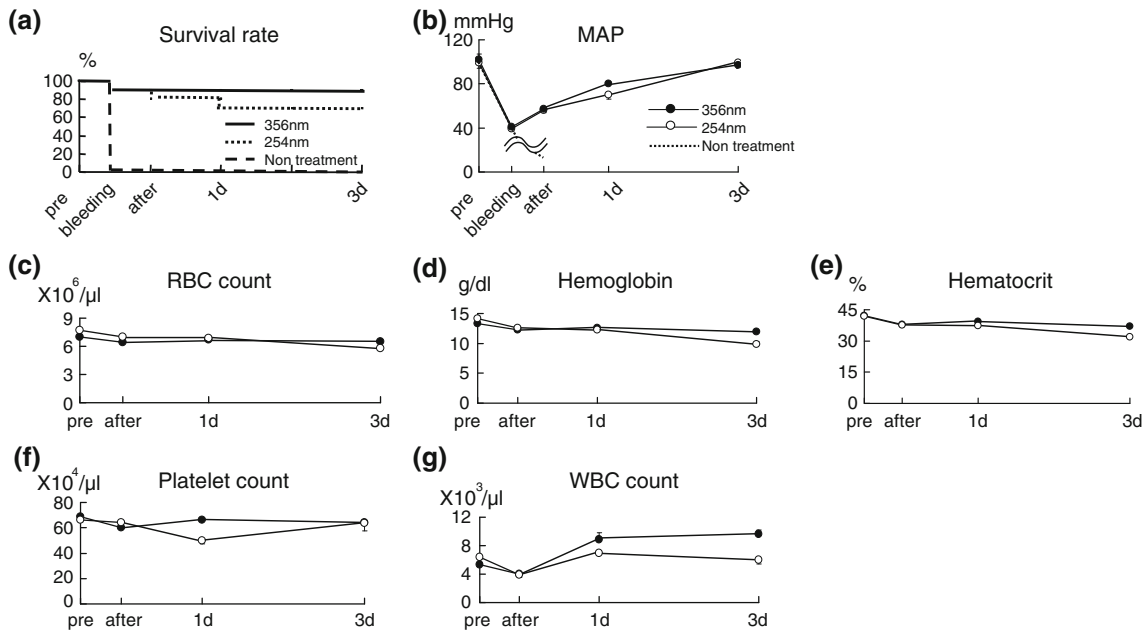 (a)
Survival rate
%
100
80
60
40
20
0
356nm
254nm
Non treatment
pre
bleeding
after
1d
3d
(b)
mmHg
MAP
120
80
40
0
356nm
254nm
Non treatment
pre
bleeding
after
1d
3d
(c)
RBC count
X10⁶/µl
9
6
3
0
pre after 1d 3d
(d)
Hemoglobin
g/dl
15
10
5
0
pre after 1d 3d
(e)
Hematocrit
%
45
30
15
0
pre after 1d 3d
(f)
Platelet count
X10⁴/µl
80
60
40
20
0
pre after 1d 3d
(g)
WBC count
X10³/µl
12
8
4
0
pre after 1d 3d